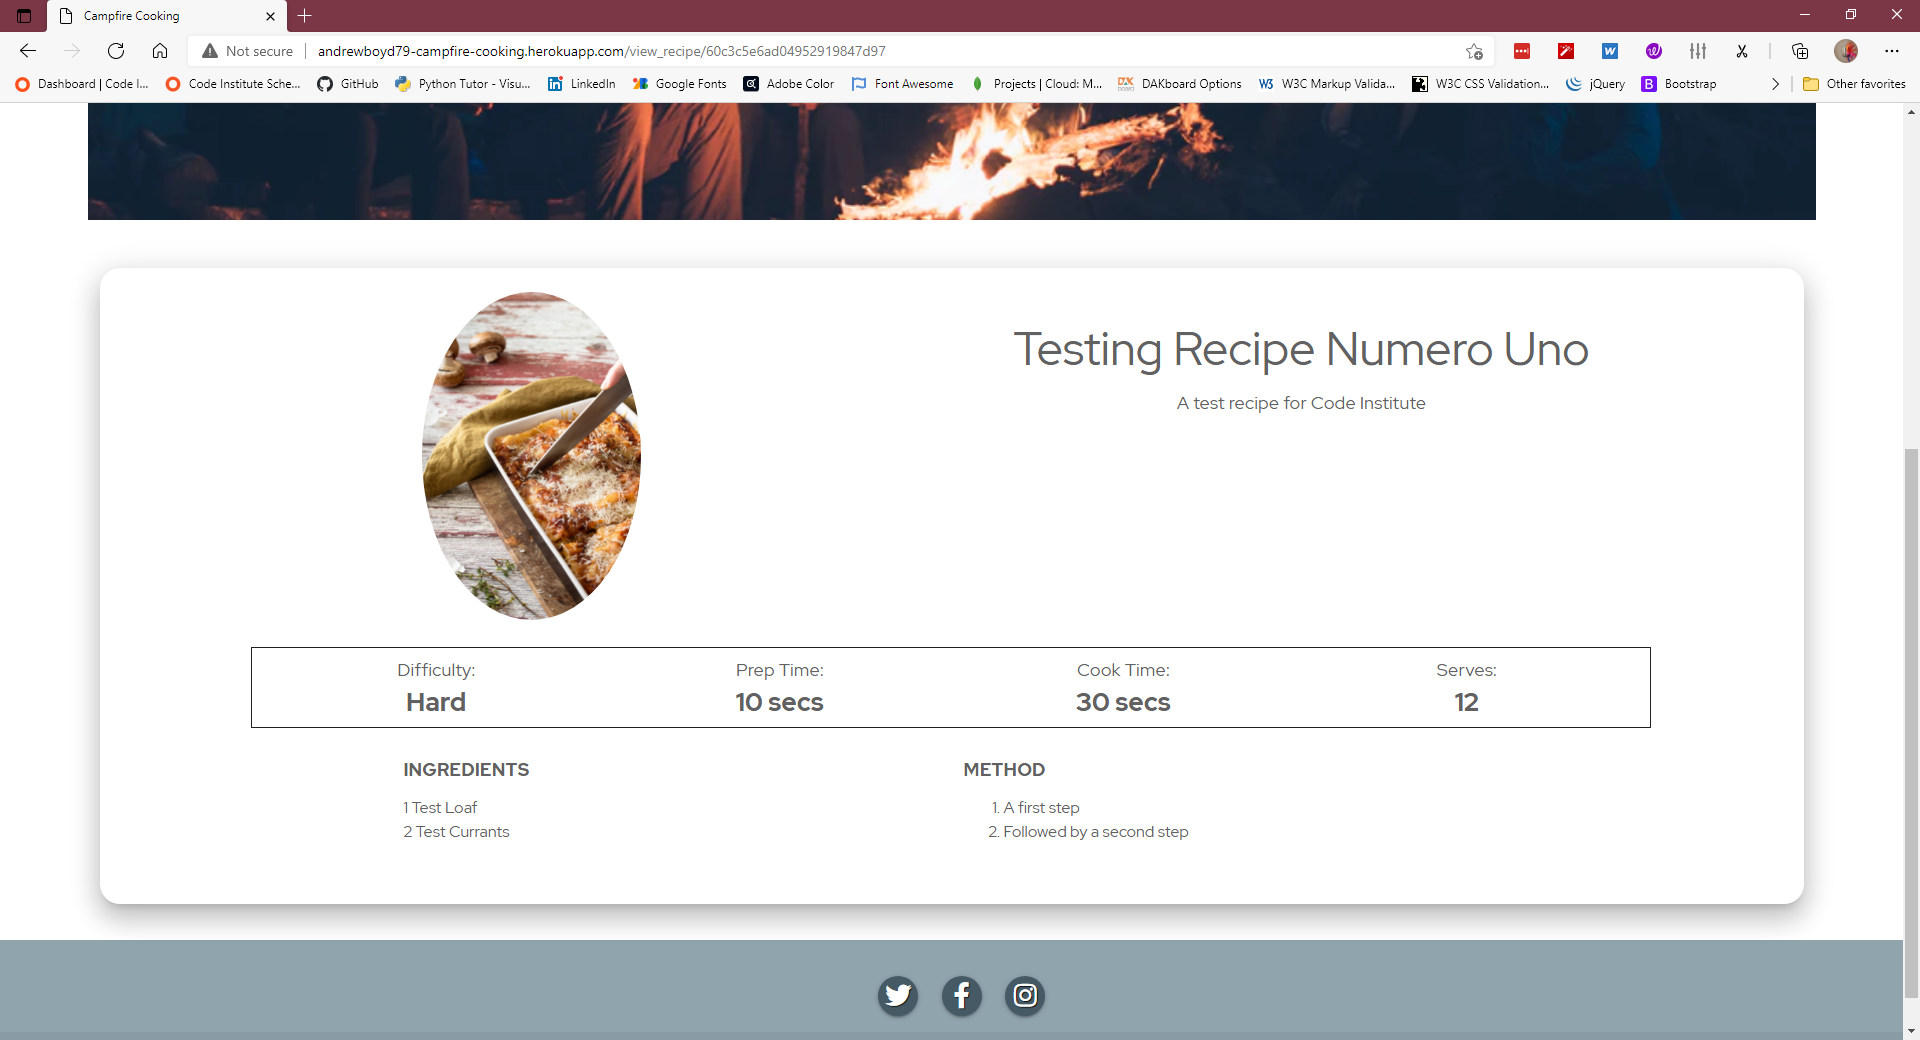 Campfire Cooking
Not secure
andrewboyd79-campfire-cooking.herokuapp.com/view_recipe/60c3c5e6ad04952919847d97
Dashboard | Code I... Code Institute Sche... GitHub Python Tutor - Visu... LinkedIn Google Fonts Adobe Color Font Awesome Projects | Cloud: M... DAKboard Options W3C Markup Valida... W3C CSS Validation... jQuery Bootstrap Other favorites
Testing Recipe Numero Uno
A test recipe for Code Institute
Difficulty: Prep Time: Cook Time: Serves:
Hard 10 secs 30 secs 12
INGREDIENTS
1 Test Loaf
2 Test Currants
METHOD
1. A first step
2. Followed by a second step